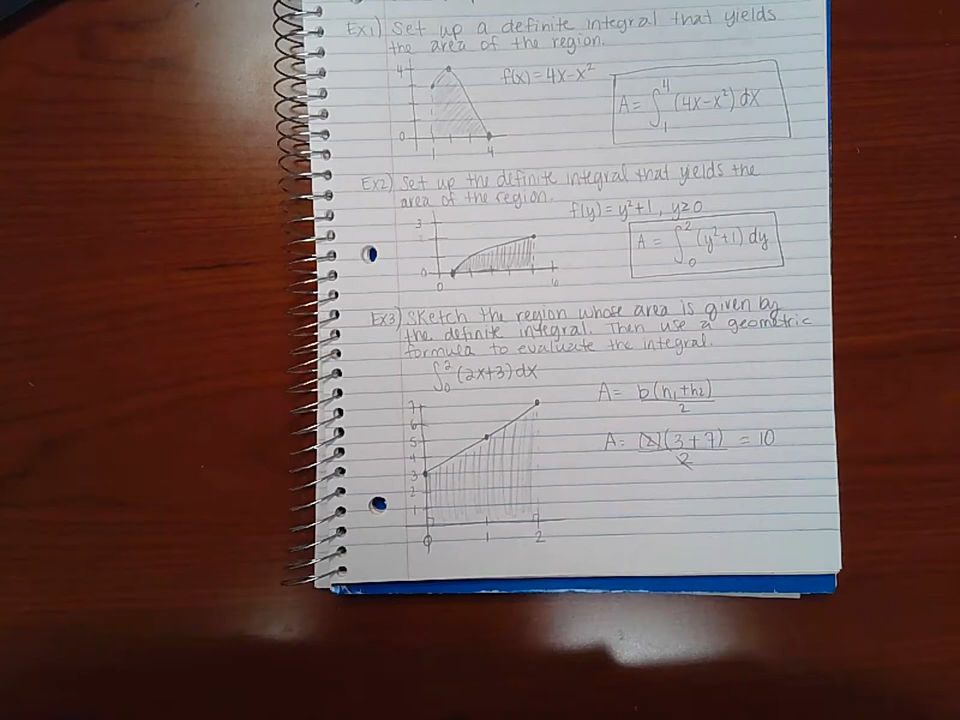 Ex1) Set up a definite integral that yields
the area of the region.
f(x) = 4x-x²
A = ∫₁⁴ (4x-x²) dx
4
0
1
4
Ex2) Set up the definite integral that yields the
area of the region.
f(y) = y²+1, y≥0
A = ∫₀² (y²+1) dy
3
0
0
6
Ex3) Sketch the region whose area is given by
the definite integral. Then use a geometric
formula to evaluate the integral.
∫₀² (2x+3) dx
A = b(h₁+h₂)/2
A = (2)(3+7)/2 = 10
7
6
5
4
3
2
1
0
1
2